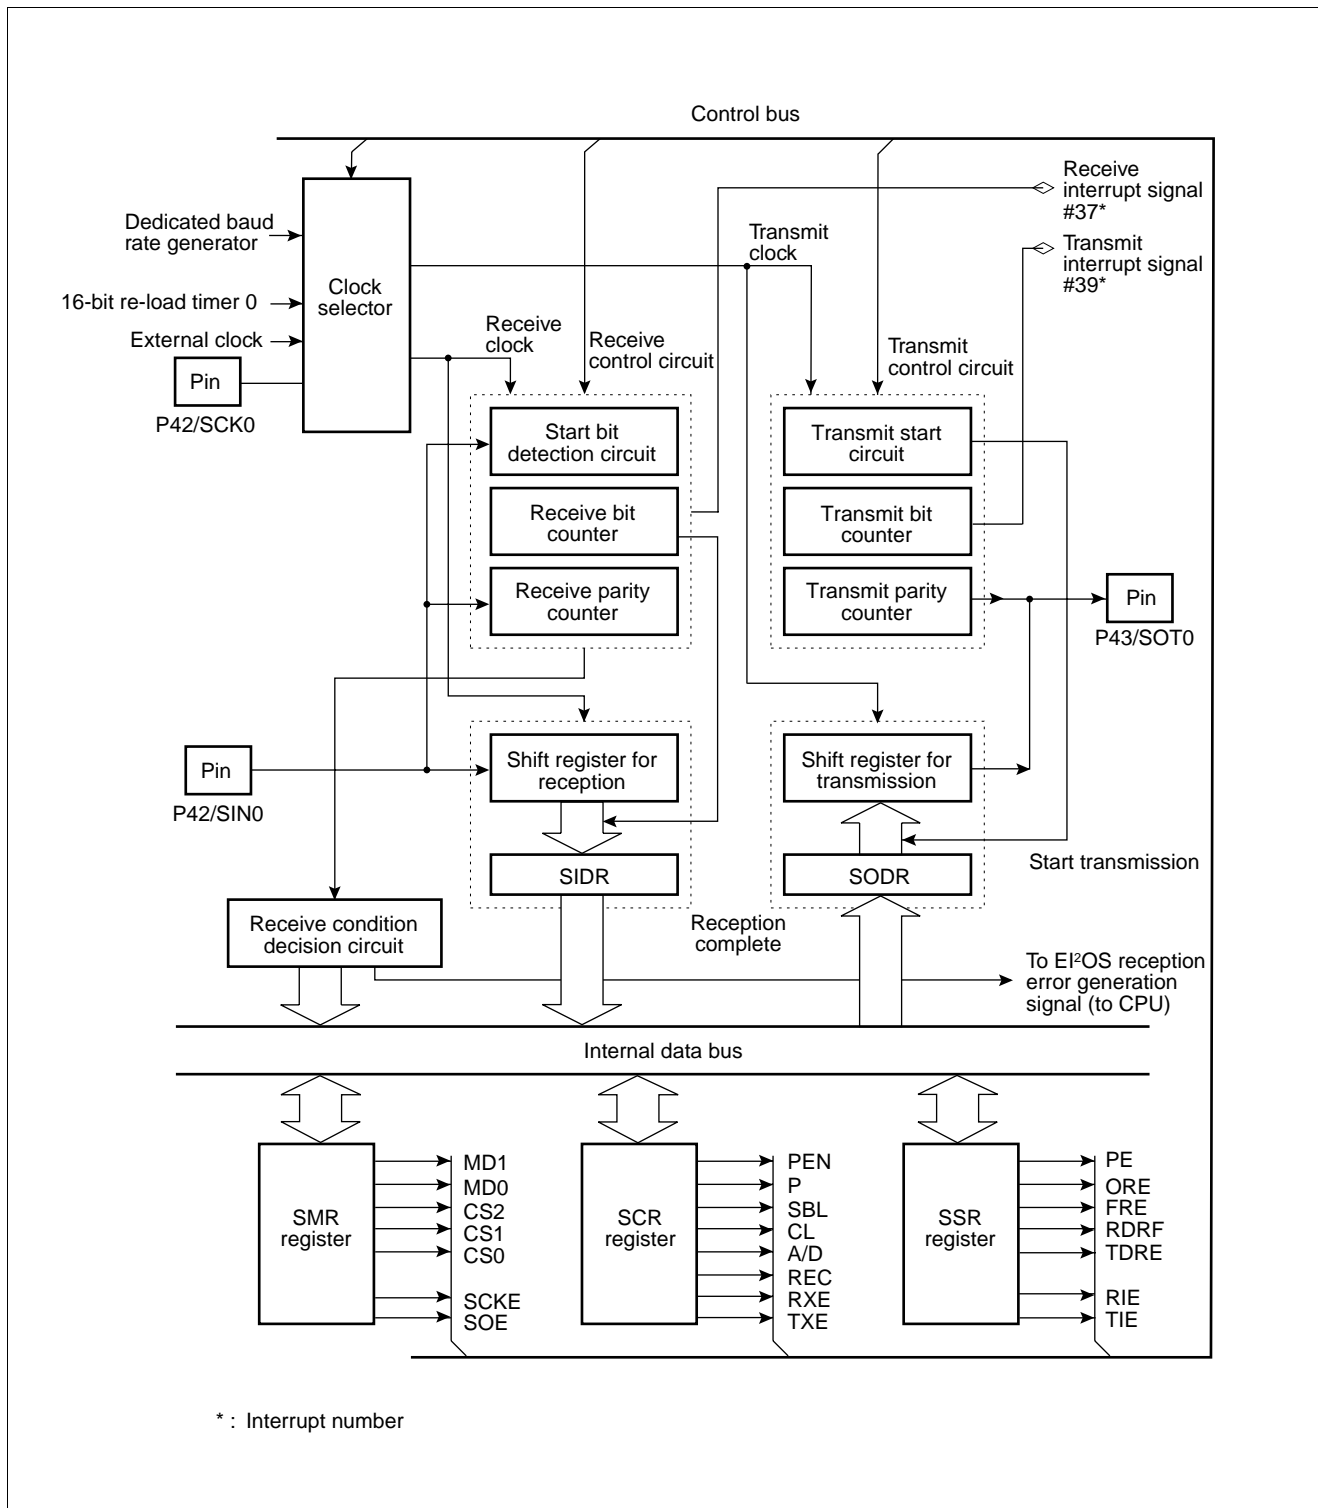 Control bus
Receive
interrupt signal
#37*
Dedicated baud
rate generator
Transmit
clock
Transmit
interrupt signal
#39*
Clock
selector
16-bit re-load timer 0
External clock
Receive
clock
Receive
control circuit
Transmit
control circuit
Pin
P42/SCK0
Start bit
detection circuit
Transmit start
circuit
Receive bit
counter
Transmit bit
counter
Receive parity
counter
Transmit parity
counter
Pin
P43/SOT0
Pin
P42/SIN0
Shift register for
reception
Shift register for
transmission
SIDR
SODR
Start transmission
Receive condition
decision circuit
Reception
complete
To EI²OS reception
error generation
signal (to CPU)
Internal data bus
SMR
register
MD1
MD0
CS2
CS1
CS0
SCKE
SOE
SCR
register
PEN
P
SBL
CL
A/D
REC
RXE
TXE
SSR
register
PE
ORE
FRE
RDRF
TDRE
RIE
TIE
* : Interrupt number